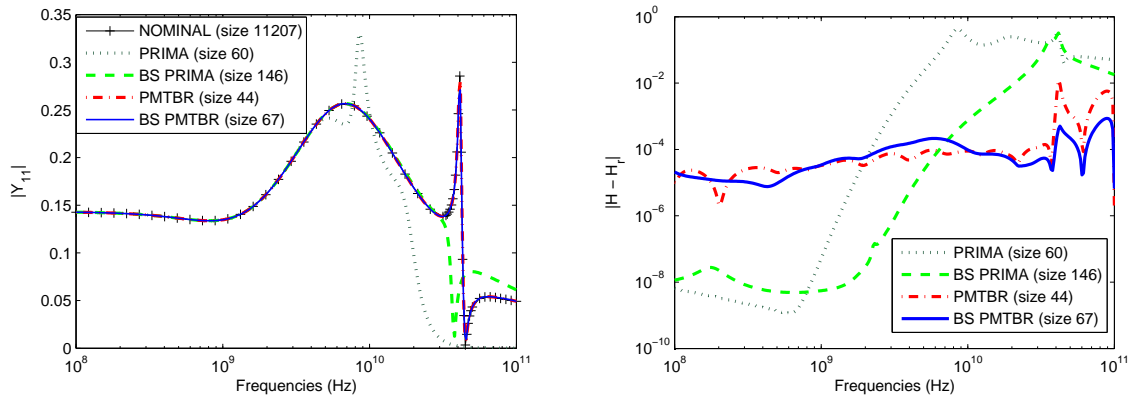 NOMINAL (size 11207)
PRIMA (size 60)
BS PRIMA (size 146)
PMTBR (size 44)
BS PMTBR (size 67)
|Y11|
0.35
0.3
0.25
0.2
0.15
0.1
0.05
0
10^8
10^9
10^10
10^11
Frequencies (Hz)
|H − Hr|
10^0
10^−2
10^−4
10^−6
10^−8
10^−10
PRIMA (size 60)
BS PRIMA (size 146)
PMTBR (size 44)
BS PMTBR (size 67)
10^8
10^9
10^10
10^11
Frequencies (Hz)